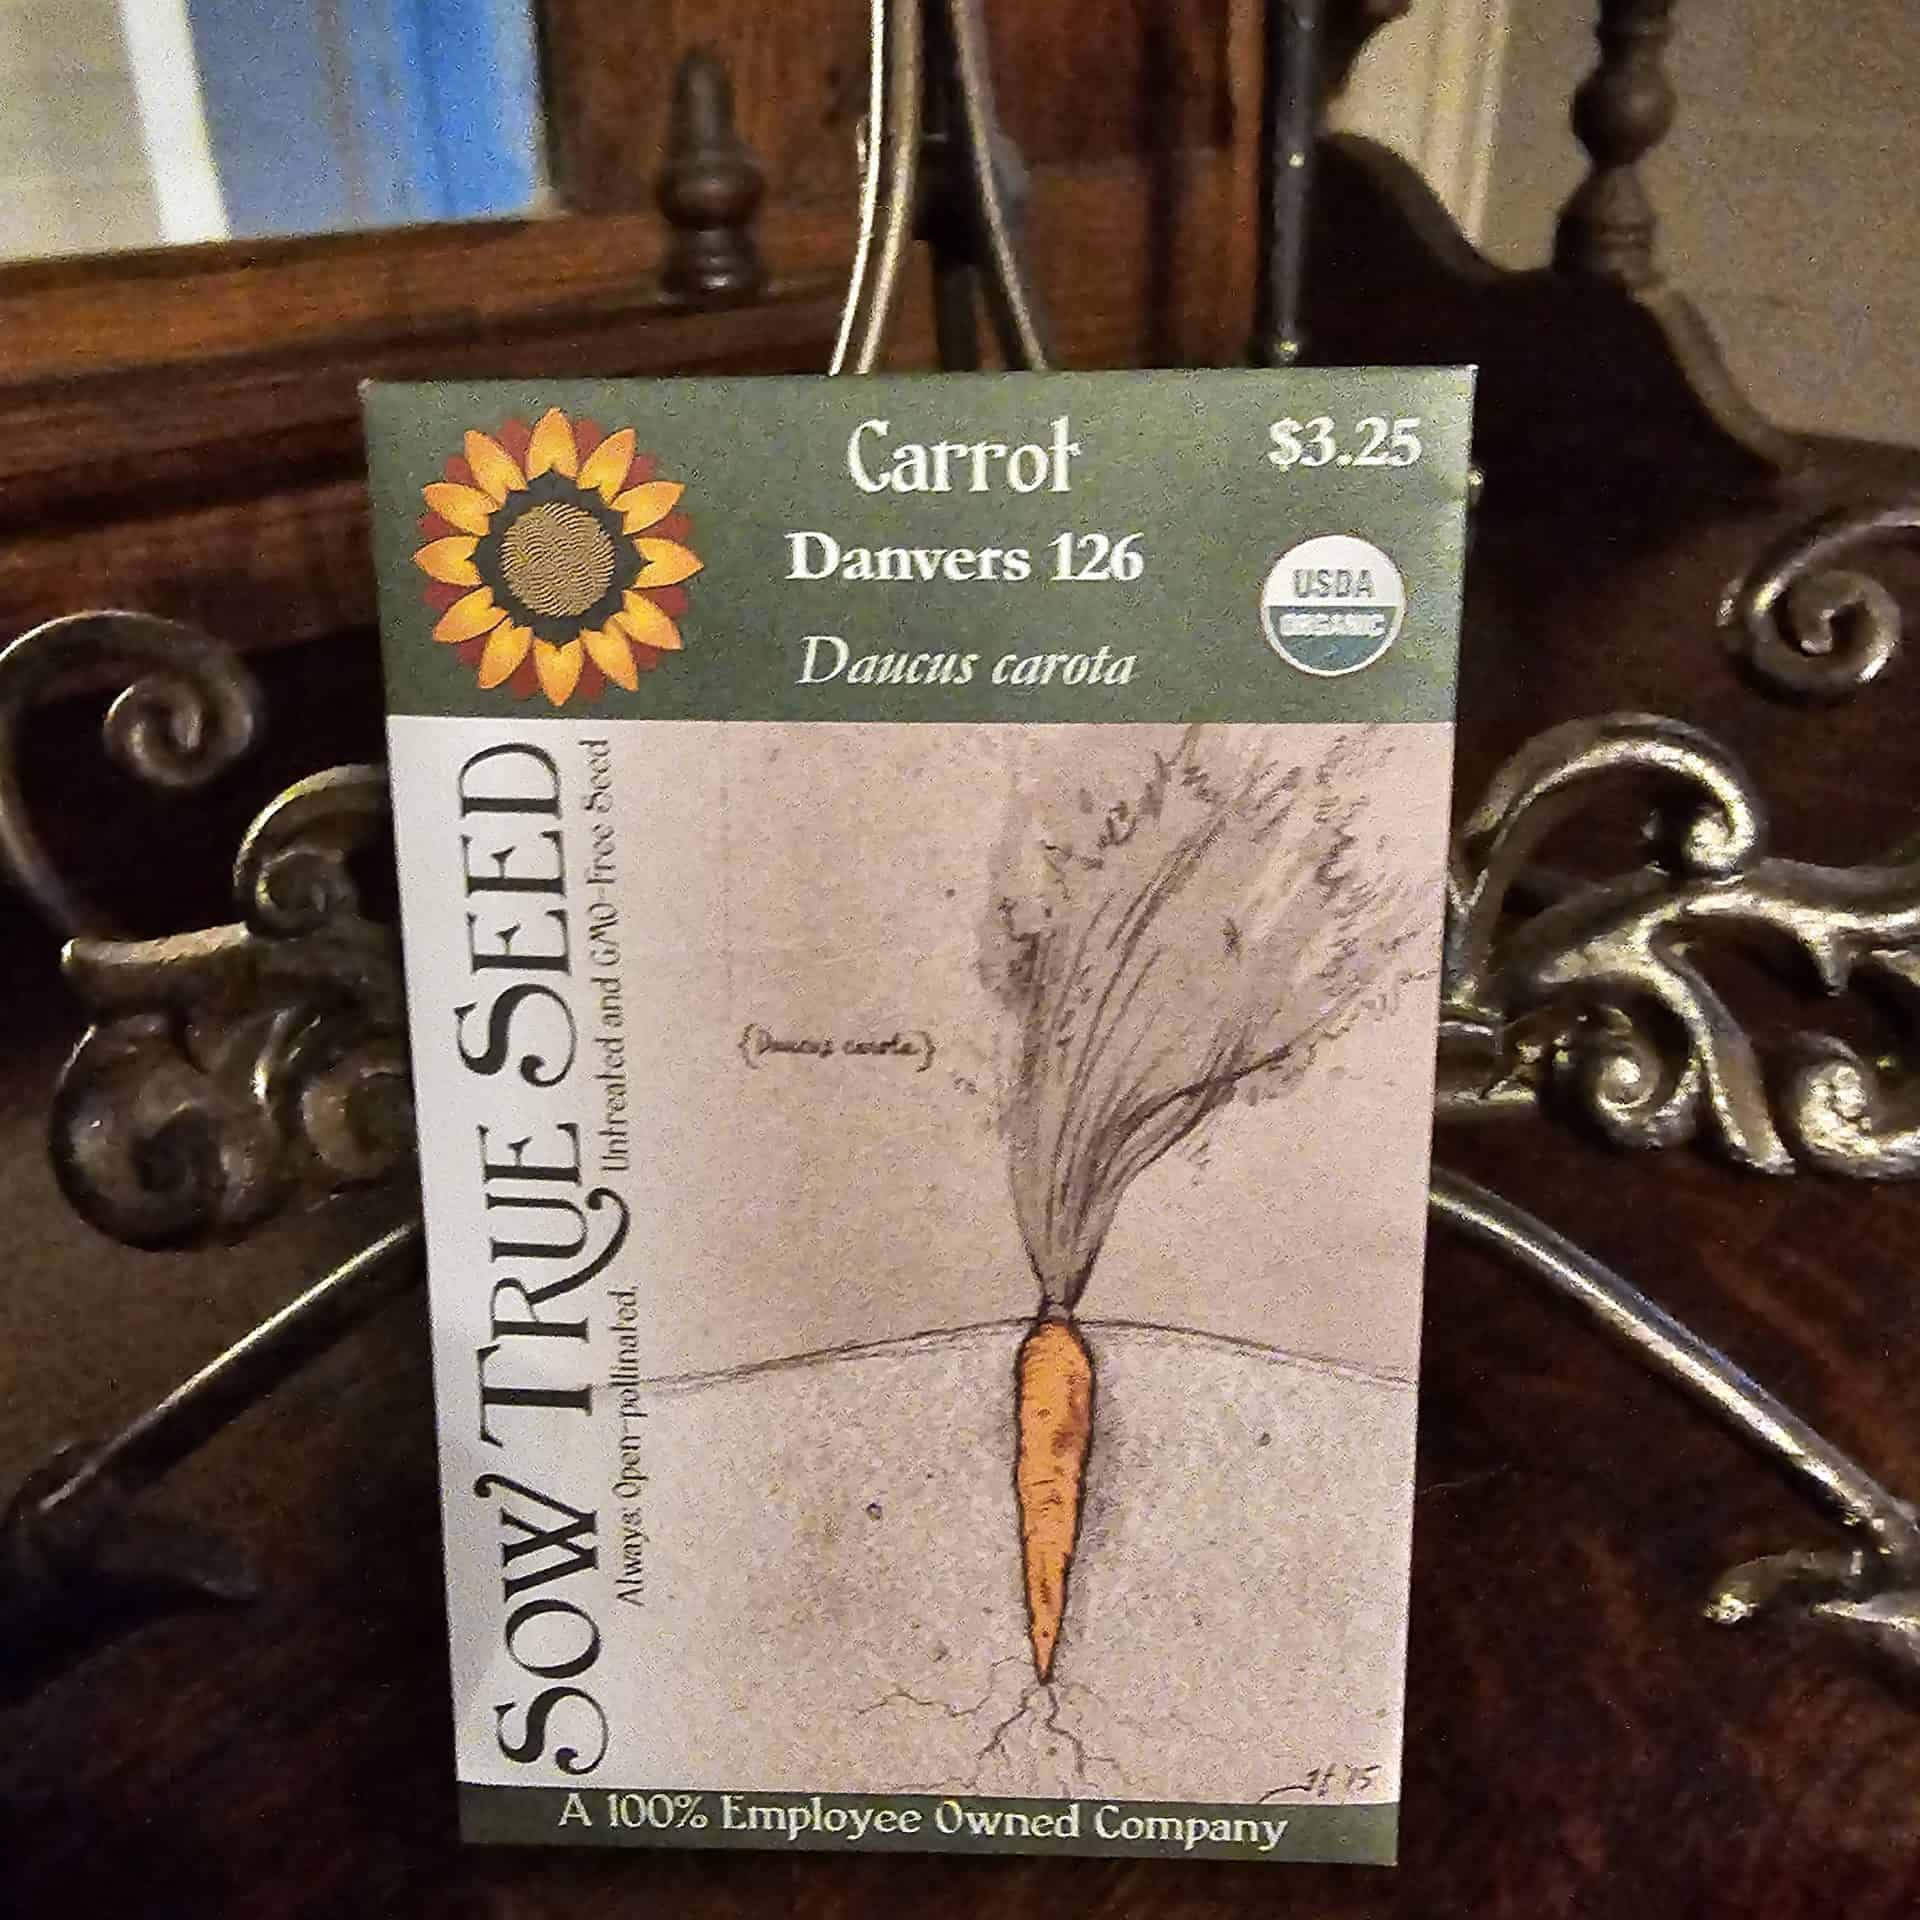 Carrot
$3.25
Danvers 126
USDA
ORGANIC
Daucus carota
SOW TRUE SEED
Always: Open-pollinated, Untreated and GMO-Free Seed
{Daucus carota}
A 100% Employee Owned Company